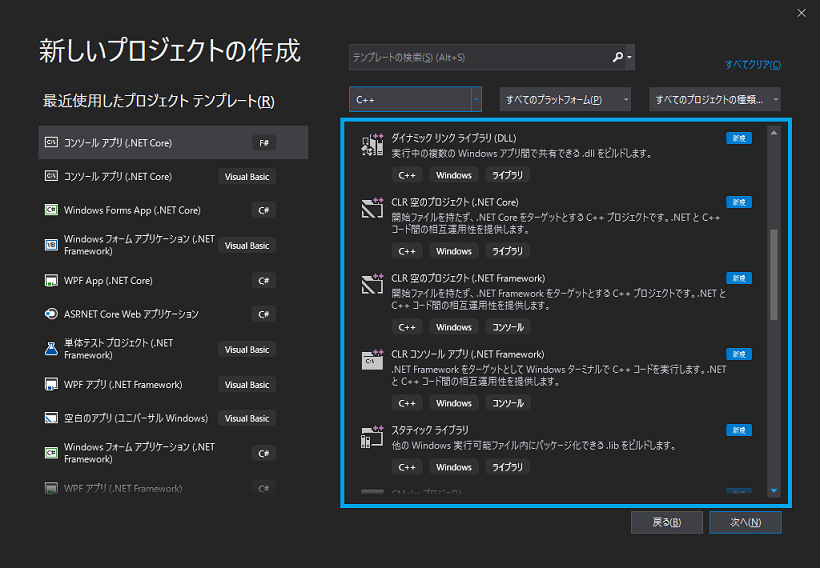 新しいプロジェクトの作成
最近使用したプロジェクト テンプレート(R)
コンソール アプリ (.NET Core)
F#
コンソール アプリ (.NET Core)
Visual Basic
Windows Forms App (.NET Core)
C#
Windows フォーム アプリケーション (.NET
Framework)
Visual Basic
WPF App (.NET Core)
C#
ASP.NET Core Web アプリケーション
C#
単体テスト プロジェクト (.NET
Framework)
Visual Basic
WPF アプリ (.NET Framework)
Visual Basic
空白のアプリ (ユニバーサル Windows)
Visual Basic
Windows フォーム アプリケーション (.NET
Framework)
C#
WPF アプリ (.NET Framework)
C#
テンプレートの検索(S) (Alt+S)
すべてクリア(C)
C++
すべてのプラットフォーム(P)
すべてのプロジェクトの種類...
ダイナミック リンク ライブラリ (DLL)
新規
実行中の複数の Windows アプリ間で共有できる .dll をビルドします。
C++ Windows ライブラリ
CLR 空のプロジェクト (.NET Core)
新規
開始ファイルを持たず、.NET Core をターゲットとする C++ プロジェクトです。.NET と C++
コード間の相互運用性を提供します。
C++ Windows ライブラリ
CLR 空のプロジェクト (.NET Framework)
新規
開始ファイルを持たず、.NET Framework をターゲットとする C++ プロジェクトです。.NET と
C++ コード間の相互運用性を提供します。
C++ Windows コンソール
CLR コンソール アプリ (.NET Framework)
新規
.NET Framework をターゲットとして Windows ターミナルで C++ コードを実行します。.NET
と C++ コード間の相互運用性を提供します。
C++ Windows コンソール
スタティック ライブラリ
新規
他の Windows 実行可能ファイル内にパッケージ化できる .lib をビルドします。
C++ Windows ライブラリ
CMake プロジェクト
新規
戻る(B)
次へ(N)